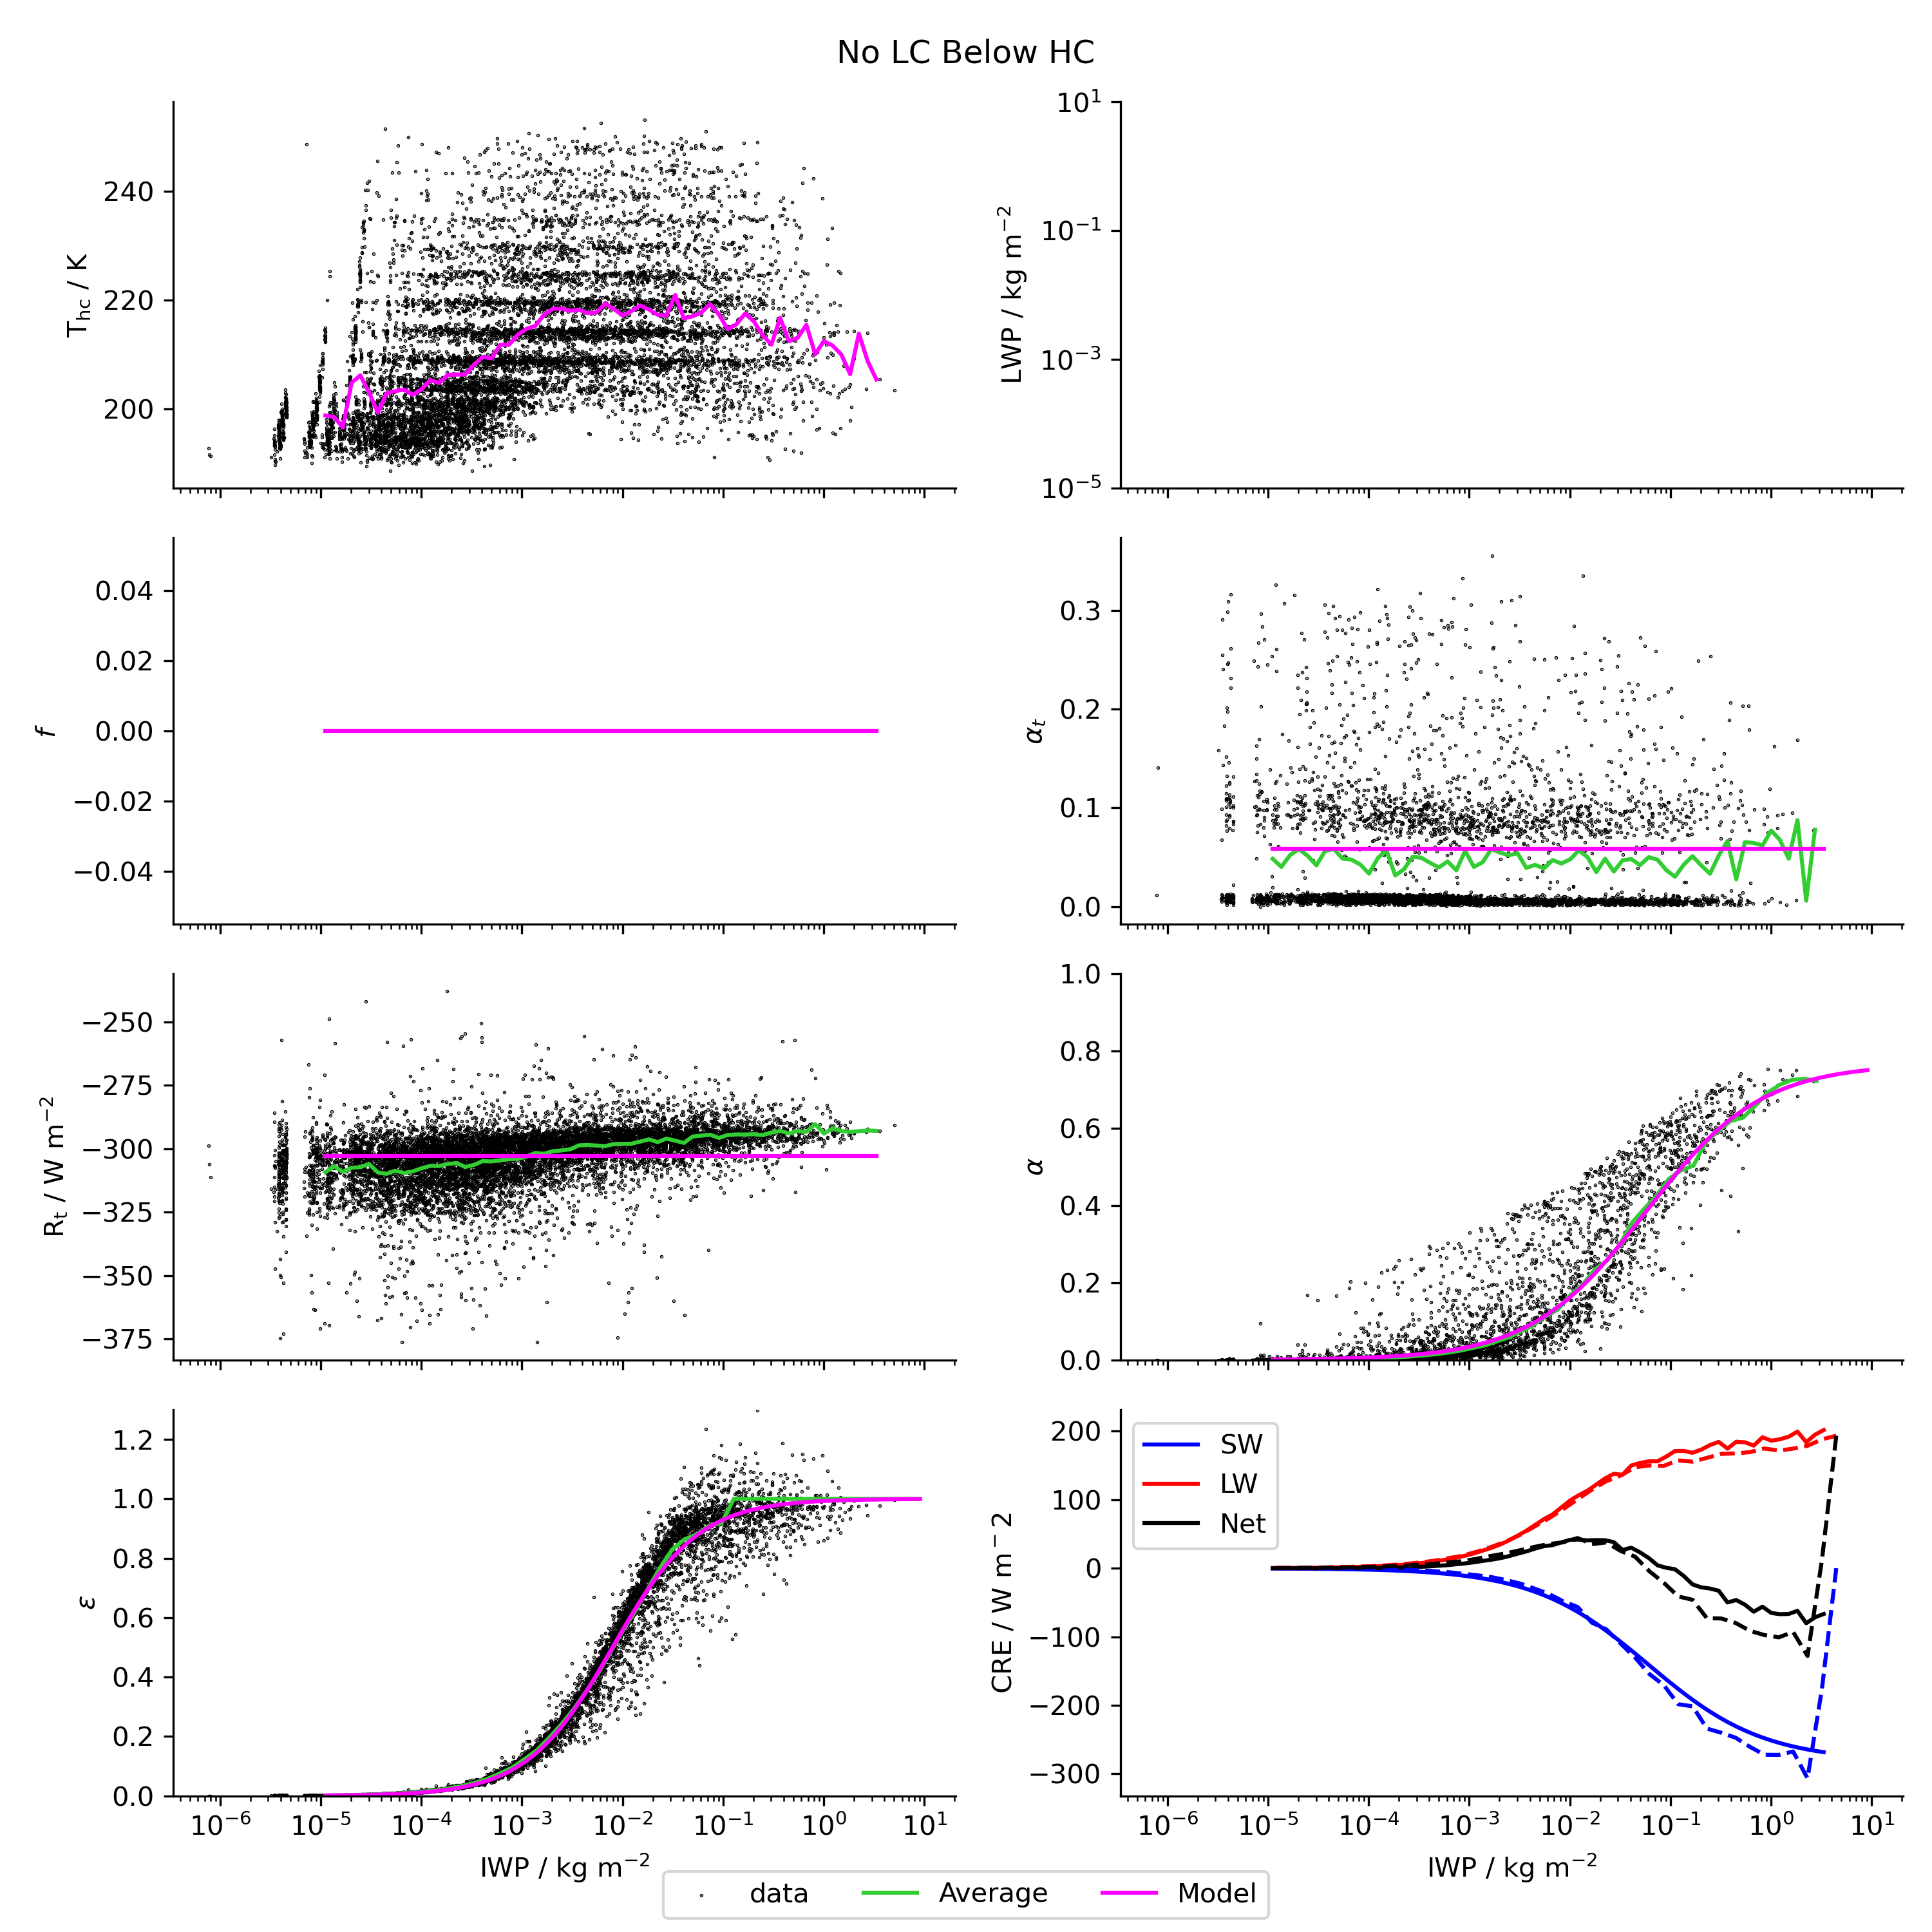 No LC Below HC
240
220
200
T_hc / K
10^1
10^-1
10^-3
10^-5
LWP / kg m^-2
0.04
0.02
0.00
−0.02
−0.04
f
0.3
0.2
0.1
0.0
α_t
−250
−275
−300
−325
−350
−375
R_t / W m^-2
1.0
0.8
0.6
0.4
0.2
0.0
α
1.2
1.0
0.8
0.6
0.4
0.2
0.0
ε
10^-6 10^-5 10^-4 10^-3 10^-2 10^-1 10^0 10^1
IWP / kg m^-2
200
100
0
−100
−200
−300
CRE / W m − 2
SW
LW
Net
10^-6 10^-5 10^-4 10^-3 10^-2 10^-1 10^0 10^1
IWP / kg m^-2
data Average Model